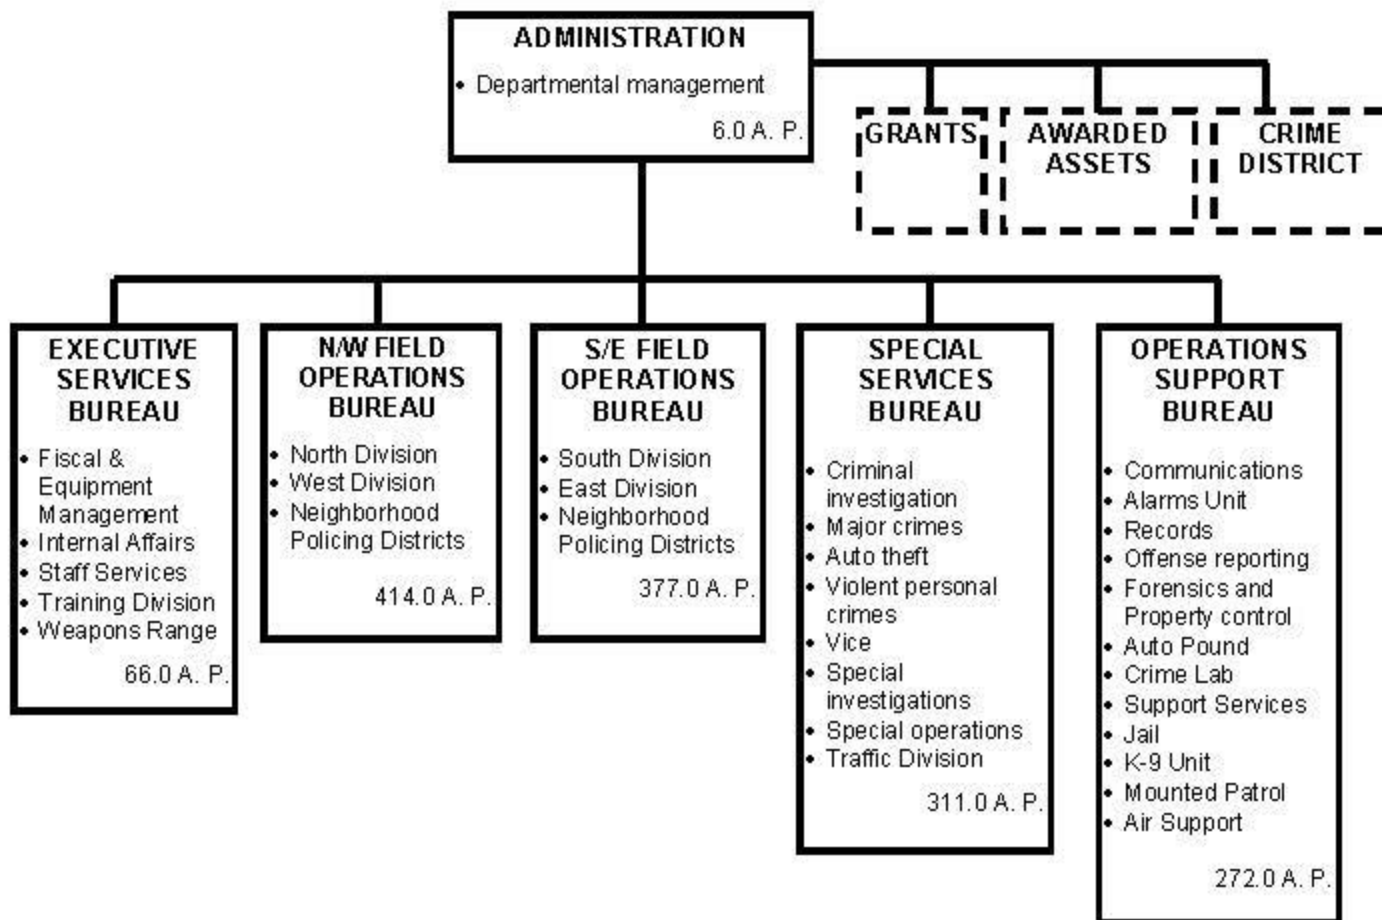 ADMINISTRATION
• Departmental management
6.0 A. P.
GRANTS
AWARDED
ASSETS
CRIME
DISTRICT
EXECUTIVE
SERVICES
BUREAU
• Fiscal &
Equipment
Management
• Internal Affairs
• Staff Services
• Training Division
• Weapons Range
66.0 A. P.
N/W FIELD
OPERATIONS
BUREAU
• North Division
• West Division
• Neighborhood
Policing Districts
414.0 A. P.
S/E FIELD
OPERATIONS
BUREAU
• South Division
• East Division
• Neighborhood
Policing Districts
377.0 A. P.
SPECIAL
SERVICES
BUREAU
• Criminal
investigation
• Major crimes
• Auto theft
• Violent personal
crimes
• Vice
• Special
investigations
• Special operations
• Traffic Division
311.0 A. P.
OPERATIONS
SUPPORT
BUREAU
• Communications
• Alarms Unit
• Records
• Offense reporting
• Forensics and
Property control
• Auto Pound
• Crime Lab
• Support Services
• Jail
• K-9 Unit
• Mounted Patrol
• Air Support
272.0 A. P.